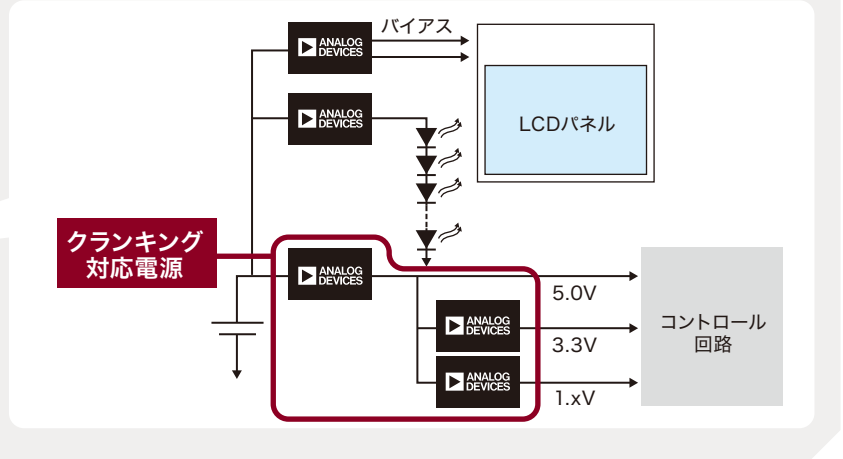 ANALOG
DEVICES
バイアス
ANALOG
DEVICES
LCDパネル
クランキング
対応電源
ANALOG
DEVICES
5.0V
ANALOG
DEVICES
3.3V
コントロール
回路
ANALOG
DEVICES
1.xV